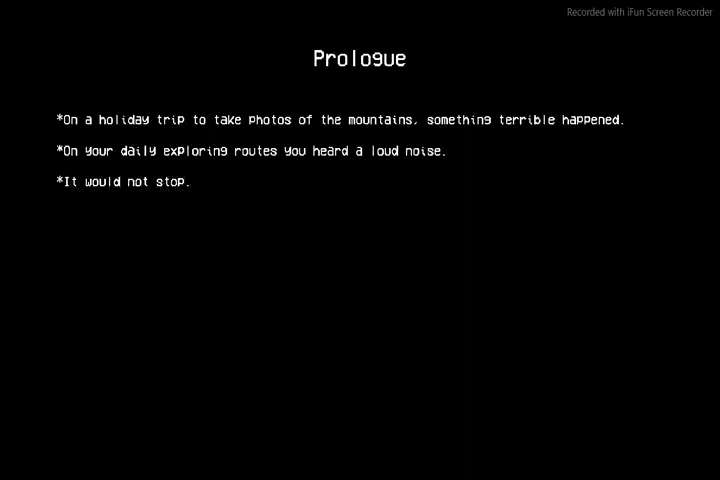 Recorded with iFun Screen Recorder
Prologue
*On a holiday trip to take photos of the mountains, something terrible happened.
*On your daily exploring routes you heard a loud noise.
*It would not stop.